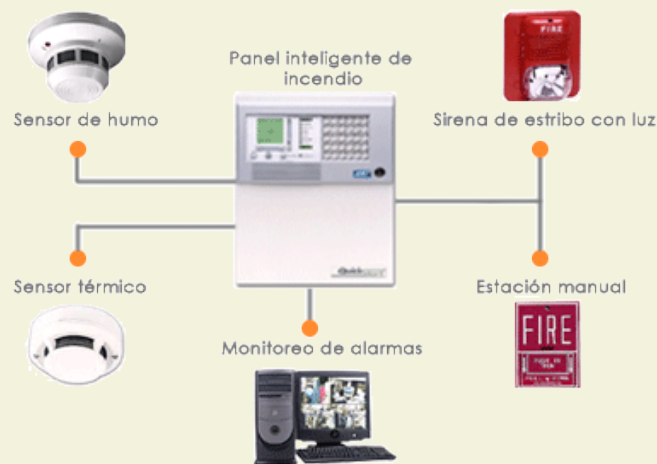 Panel inteligente de
incendio
FIRE
Sensor de humo
Sirena de estribo con luz
Sensor térmico
Estación manual
FIRE
Monitoreo de alarmas